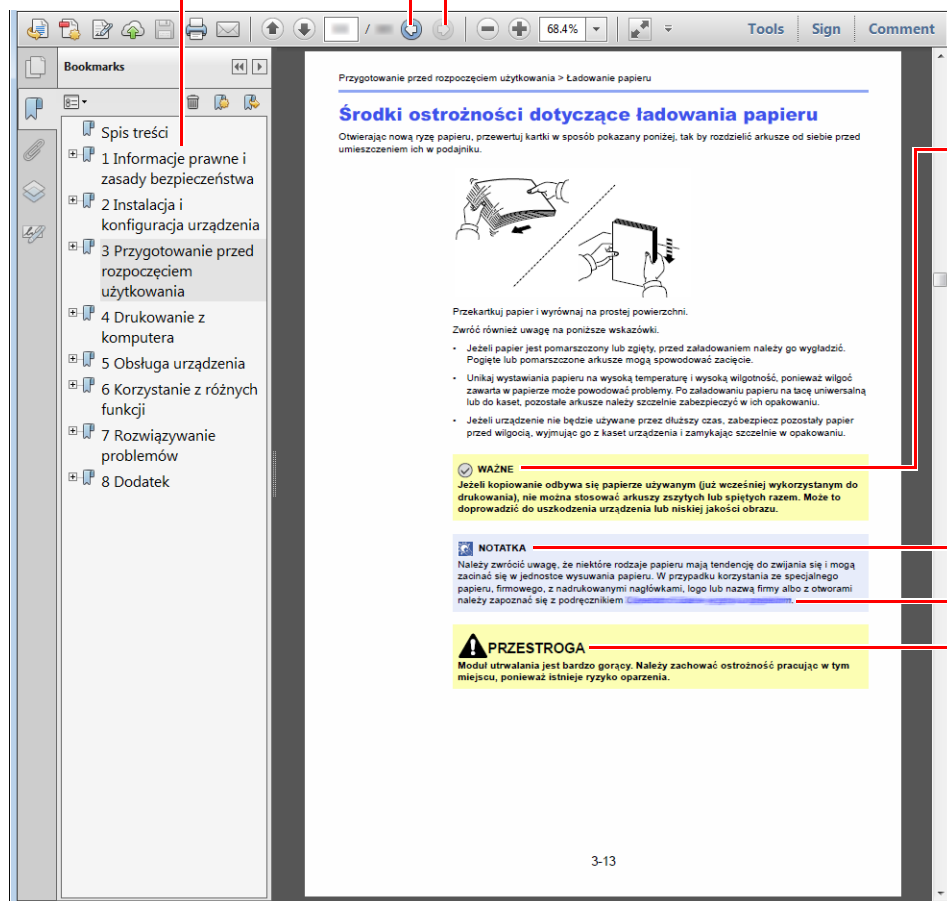 /
68.4%
Tools
Sign
Comment
Bookmarks
Spis treści
1 Informacje prawne i
zasady bezpieczeństwa
2 Instalacja i
konfiguracja urządzenia
3 Przygotowanie przed
rozpoczęciem
użytkowania
4 Drukowanie z
komputera
5 Obsługa urządzenia
6 Korzystanie z różnych
funkcji
7 Rozwiązywanie
problemów
8 Dodatek
Przygotowanie przed rozpoczęciem użytkowania > Ładowanie papieru
Środki ostrożności dotyczące ładowania papieru
Otwierając nową ryzę papieru, przewertuj kartki w sposób pokazany poniżej, tak by rozdzielić arkusze od siebie przed
umieszczeniem ich w podajniku.
Przekartkuj papier i wyrównaj na prostej powierzchni.
Zwróć również uwagę na poniższe wskazówki.
• Jeżeli papier jest pomarszczony lub zgięty, przed załadowaniem należy go wygładzić.
Pogięte lub pomarszczone arkusze mogą spowodować zacięcie.
• Unikaj wystawiania papieru na wysoką temperaturę i wysoką wilgotność, ponieważ wilgoć
zawarta w papierze może powodować problemy. Po załadowaniu papieru na tacę uniwersalną
lub do kaset, pozostałe arkusze należy szczelnie zabezpieczyć w ich opakowaniu.
• Jeżeli urządzenie nie będzie używane przez dłuższy czas, zabezpiecz pozostały papier
przed wilgocią, wyjmując go z kaset urządzenia i zamykając szczelnie w opakowaniu.
WAŻNE
Jeżeli kopiowanie odbywa się papierze używanym (już wcześniej wykorzystanym do
drukowania), nie można stosować arkuszy zszytych lub spiętych razem. Może to
doprowadzić do uszkodzenia urządzenia lub niskiej jakości obrazu.
NOTATKA
Należy zwrócić uwagę, że niektóre rodzaje papieru mają tendencję do zwijania się i mogą
zacinać się w jednostce wysuwania papieru. W przypadku korzystania ze specjalnego
papieru, firmowego, z nadrukowanymi nagłówkami, logo lub nazwą firmy albo z otworami
należy zapoznać się z podręcznikiem
PRZESTROGA
Moduł utrwalania jest bardzo gorący. Należy zachować ostrożność pracując w tym
miejscu, ponieważ istnieje ryzyko oparzenia.
3-13